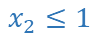 x₂ ≤ 1